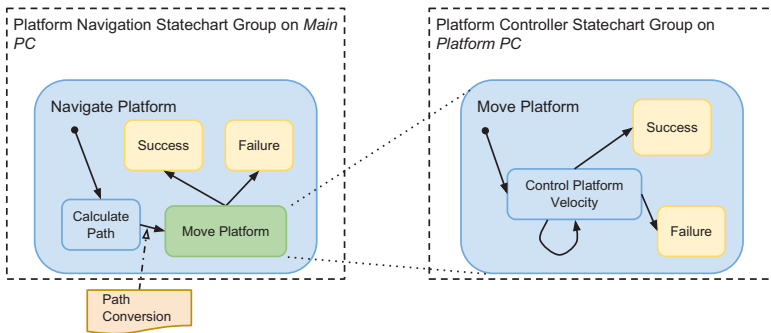 Platform Navigation Statechart Group on Main
PC
Navigate Platform
Success
Failure
Calculate
Path
Move Platform
Path
Conversion
Platform Controller Statechart Group on
Platform PC
Move Platform
Success
Control Platform
Velocity
Failure